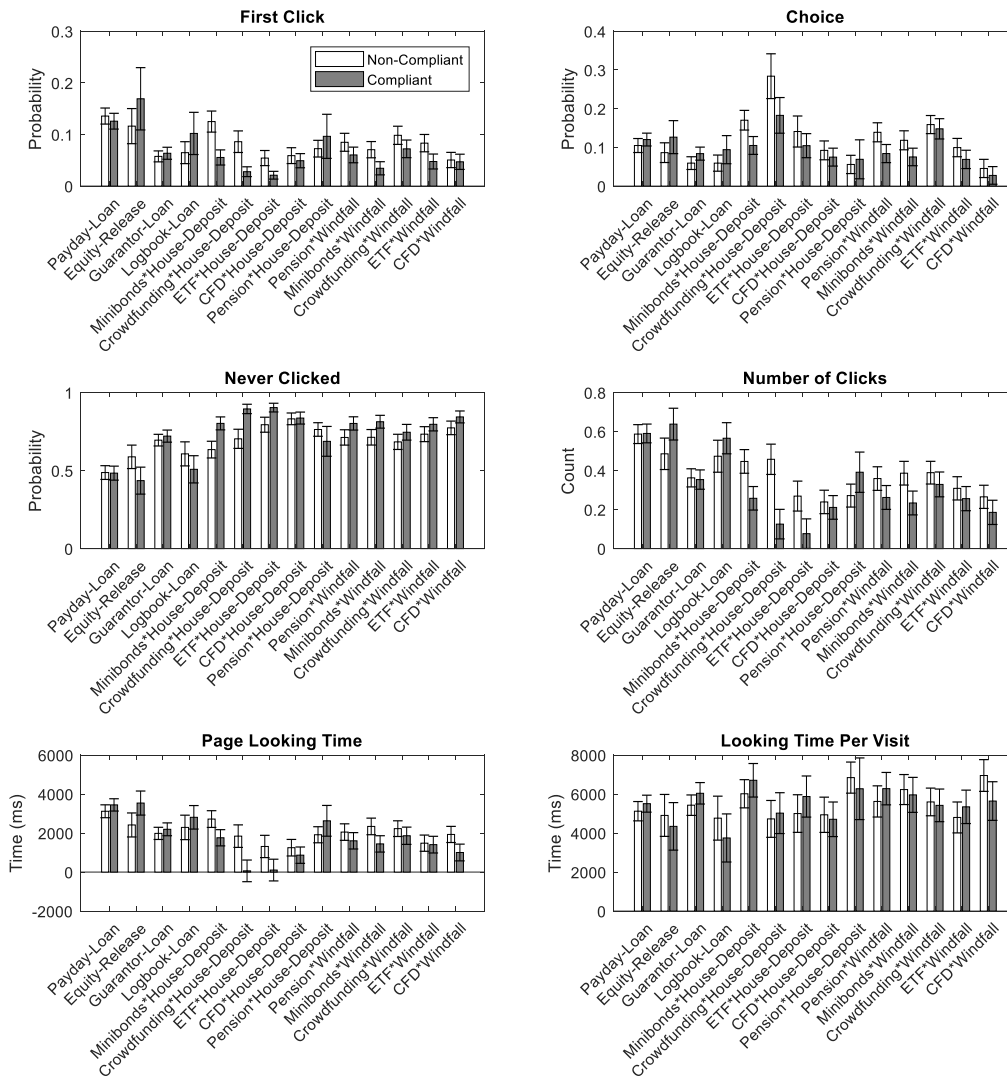 First Click
0.3
0.2
0.1
0
Probability
Non-Compliant
Compliant
Payday-Loan
Equity-Release
Guarantor-Loan
Logbook-Loan
Minibonds*House-Deposit
Crowdfunding*House-Deposit
ETF*House-Deposit
CFD*House-Deposit
Pension*House-Deposit
Pension*Windfall
Minibonds*Windfall
Crowdfunding*Windfall
ETF*Windfall
CFD*Windfall
Choice
0.4
0.3
0.2
0.1
0
Probability
Payday-Loan
Equity-Release
Guarantor-Loan
Logbook-Loan
Minibonds*House-Deposit
Crowdfunding*House-Deposit
ETF*House-Deposit
CFD*House-Deposit
Pension*House-Deposit
Pension*Windfall
Minibonds*Windfall
Crowdfunding*Windfall
ETF*Windfall
CFD*Windfall
Never Clicked
1
0.5
0
Probability
Payday-Loan
Equity-Release
Guarantor-Loan
Logbook-Loan
Minibonds*House-Deposit
Crowdfunding*House-Deposit
ETF*House-Deposit
CFD*House-Deposit
Pension*House-Deposit
Pension*Windfall
Minibonds*Windfall
Crowdfunding*Windfall
ETF*Windfall
CFD*Windfall
Number of Clicks
0.8
0.6
0.4
0.2
0
Count
Payday-Loan
Equity-Release
Guarantor-Loan
Logbook-Loan
Minibonds*House-Deposit
Crowdfunding*House-Deposit
ETF*House-Deposit
CFD*House-Deposit
Pension*House-Deposit
Pension*Windfall
Minibonds*Windfall
Crowdfunding*Windfall
ETF*Windfall
CFD*Windfall
Page Looking Time
6000
4000
2000
0
-2000
Time (ms)
Payday-Loan
Equity-Release
Guarantor-Loan
Logbook-Loan
Minibonds*House-Deposit
Crowdfunding*House-Deposit
ETF*House-Deposit
CFD*House-Deposit
Pension*House-Deposit
Pension*Windfall
Minibonds*Windfall
Crowdfunding*Windfall
ETF*Windfall
CFD*Windfall
Looking Time Per Visit
8000
6000
4000
2000
0
Time (ms)
Payday-Loan
Equity-Release
Guarantor-Loan
Logbook-Loan
Minibonds*House-Deposit
Crowdfunding*House-Deposit
ETF*House-Deposit
CFD*House-Deposit
Pension*House-Deposit
Pension*Windfall
Minibonds*Windfall
Crowdfunding*Windfall
ETF*Windfall
CFD*Windfall